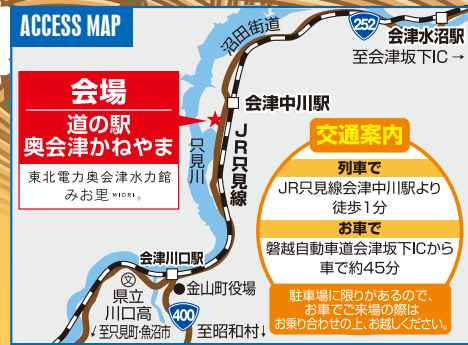 ACCESS MAP
252
会津水沼駅
至会津坂下IC→
沼田街道
会場
道の駅
奥会津かねやま
東北電力奥会津水力館
みお里 MIORI
会津中川駅
JR只見線
只見川
交通案内
列車で
JR只見線会津中川駅より
徒歩1分
お車で
磐越自動車道会津坂下ICから
車で約45分
駐車場に限りがあるので、
お車でご来場の際は
お乗り合わせの上、お越しください。
会津川口駅
文
県立
川口高
金山町役場
400
↓至只見町・魚沼市
至昭和村↓